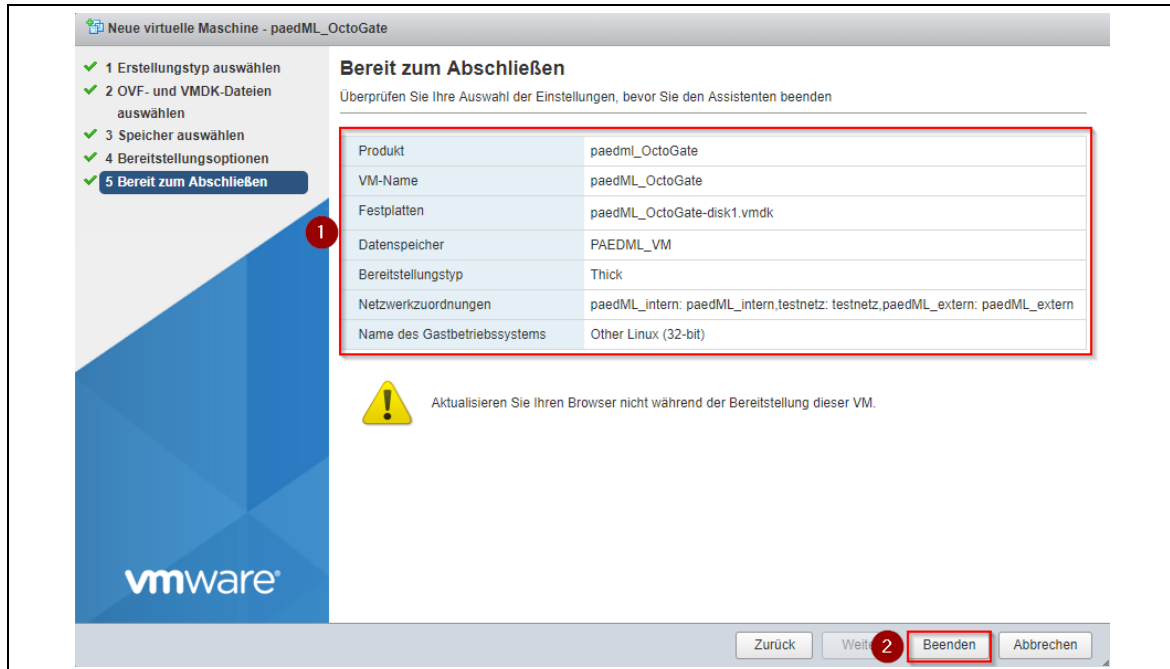 Neue virtuelle Maschine - paedML_OctoGate
1 Erstellungstyp auswählen
2 OVF- und VMDK-Dateien
auswählen
3 Speicher auswählen
4 Bereitstellungsoptionen
5 Bereit zum Abschließen
Bereit zum Abschließen
Überprüfen Sie Ihre Auswahl der Einstellungen, bevor Sie den Assistenten beenden
1
Produkt paedml_OctoGate
VM-Name paedML_OctoGate
Festplatten paedML_OctoGate-disk1.vmdk
Datenspeicher PAEDML_VM
Bereitstellungstyp Thick
Netzwerkzuordnungen paedML_intern: paedML_intern,testnetz: testnetz,paedML_extern: paedML_extern
Name des Gastbetriebssystems Other Linux (32-bit)
Aktualisieren Sie Ihren Browser nicht während der Bereitstellung dieser VM.
vmware®
Zurück 2 Beenden Abbrechen